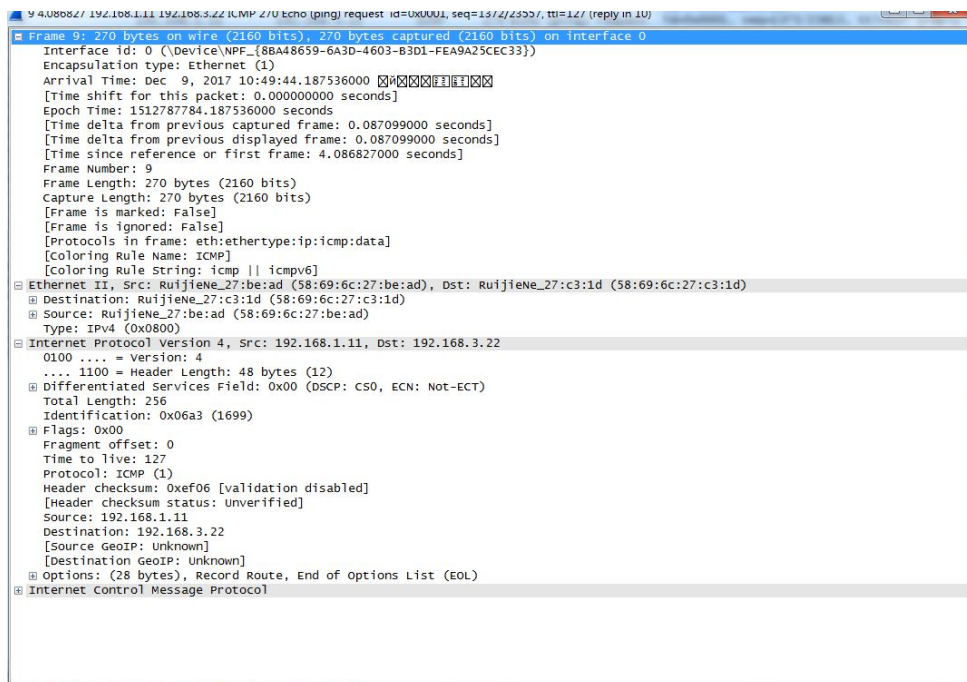 9 4.086827 192.168.1.11 192.168.3.22 ICMP 270 Echo (ping) request id=0x0001, seq=1372/23557, ttl=127 (reply in 10)
Frame 9: 270 bytes on wire (2160 bits), 270 bytes captured (2160 bits) on interface 0
Interface id: 0 (\Device\NPF_{8BA48659-6A3D-4603-B3D1-FEA9A25CEC33})
Encapsulation type: Ethernet (1)
Arrival Time: Dec 9, 2017 10:49:44.187536000
[Time shift for this packet: 0.000000000 seconds]
Epoch Time: 1512787784.187536000 seconds
[Time delta from previous captured frame: 0.087099000 seconds]
[Time delta from previous displayed frame: 0.087099000 seconds]
[Time since reference or first frame: 4.086827000 seconds]
Frame Number: 9
Frame Length: 270 bytes (2160 bits)
Capture Length: 270 bytes (2160 bits)
[Frame is marked: False]
[Frame is ignored: False]
[Protocols in frame: eth:ethertype:ip:icmp:data]
[Coloring Rule Name: ICMP]
[Coloring Rule String: icmp || icmpv6]
Ethernet II, Src: RuijieNe_27:be:ad (58:69:6c:27:be:ad), Dst: RuijieNe_27:c3:1d (58:69:6c:27:c3:1d)
Destination: RuijieNe_27:c3:1d (58:69:6c:27:c3:1d)
Source: RuijieNe_27:be:ad (58:69:6c:27:be:ad)
Type: IPv4 (0x0800)
Internet Protocol Version 4, Src: 192.168.1.11, Dst: 192.168.3.22
0100 .... = Version: 4
.... 1100 = Header Length: 48 bytes (12)
Differentiated Services Field: 0x00 (DSCP: CS0, ECN: Not-ECT)
Total Length: 256
Identification: 0x06a3 (1699)
Flags: 0x00
Fragment offset: 0
Time to live: 127
Protocol: ICMP (1)
Header checksum: 0xef06 [validation disabled]
[Header checksum status: Unverified]
Source: 192.168.1.11
Destination: 192.168.3.22
[Source GeoIP: Unknown]
[Destination GeoIP: Unknown]
Options: (28 bytes), Record Route, End of Options List (EOL)
Internet Control Message Protocol